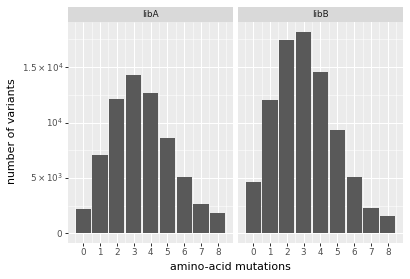 libA libB
number of variants
1.5×10⁴
10⁴
5×10³
0
0 1 2 3 4 5 6 7 8 0 1 2 3 4 5 6 7 8
amino-acid mutations